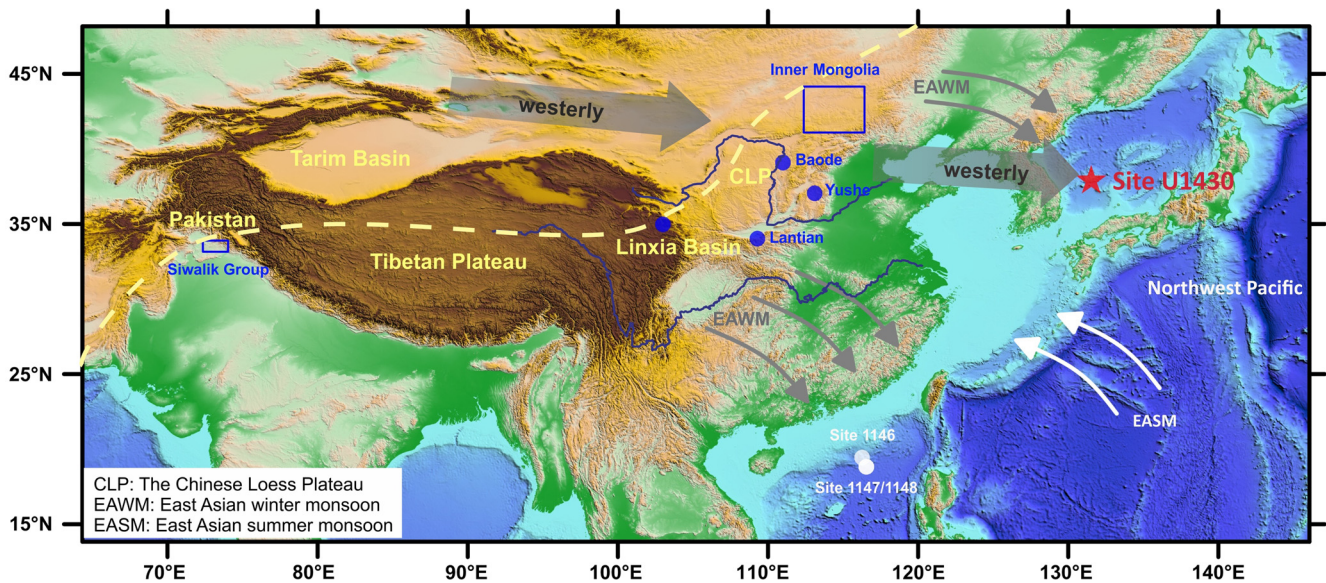 45°N
35°N
25°N
15°N
westerly
Inner Mongolia
EAWM
Tarim Basin
CLP
Baode
westerly
Yushe
Site U1430
Pakistan
Siwalik Group
Linxia Basin
Lantian
Tibetan Plateau
Northwest Pacific
EAWM
EASM
Site 1146
Site 1147/1148
CLP: The Chinese Loess Plateau
EAWM: East Asian winter monsoon
EASM: East Asian summer monsoon
70°E
80°E
90°E
100°E
110°E
120°E
130°E
140°E